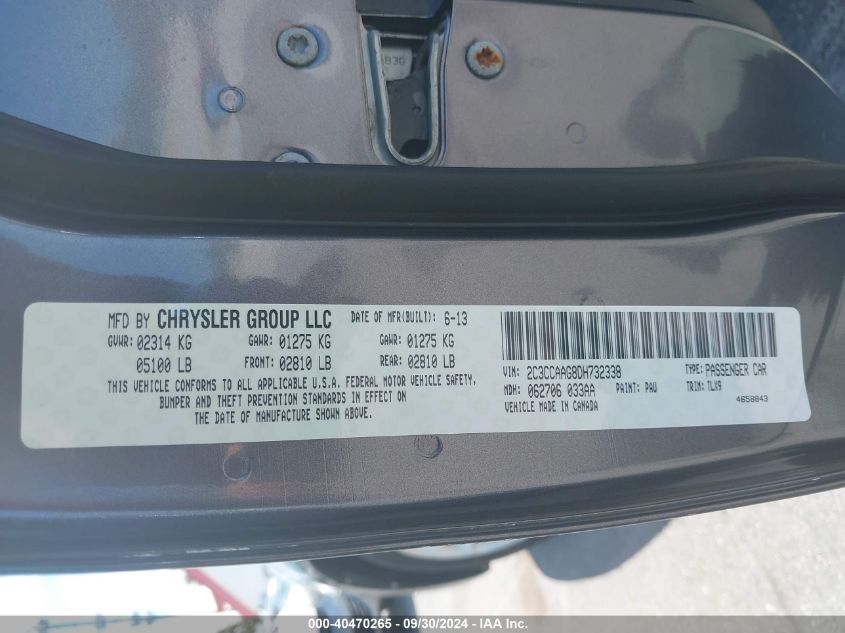 B3G
MFD BY CHRYSLER GROUP LLC DATE OF MFR(BUILT): 6-13
GVWR: 02314 KG GAWR: 01275 KG GAWR: 01275 KG
05100 LB FRONT: 02810 LB REAR: 02810 LB
THIS VEHICLE CONFORMS TO ALL APPLICABLE U.S.A. FEDERAL MOTOR VEHICLE SAFETY,
BUMPER AND THEFT PREVENTION STANDARDS IN EFFECT ON
THE DATE OF MANUFACTURE SHOWN ABOVE.
VIN: 2C3CCAAG8DH732338 TYPE: PASSENGER CAR
MDH: 062706 033AA PAINT: PAU TRIM: TLX9
VEHICLE MADE IN CANADA 4658843
000-40470265 - 09/30/2024 - IAA Inc.